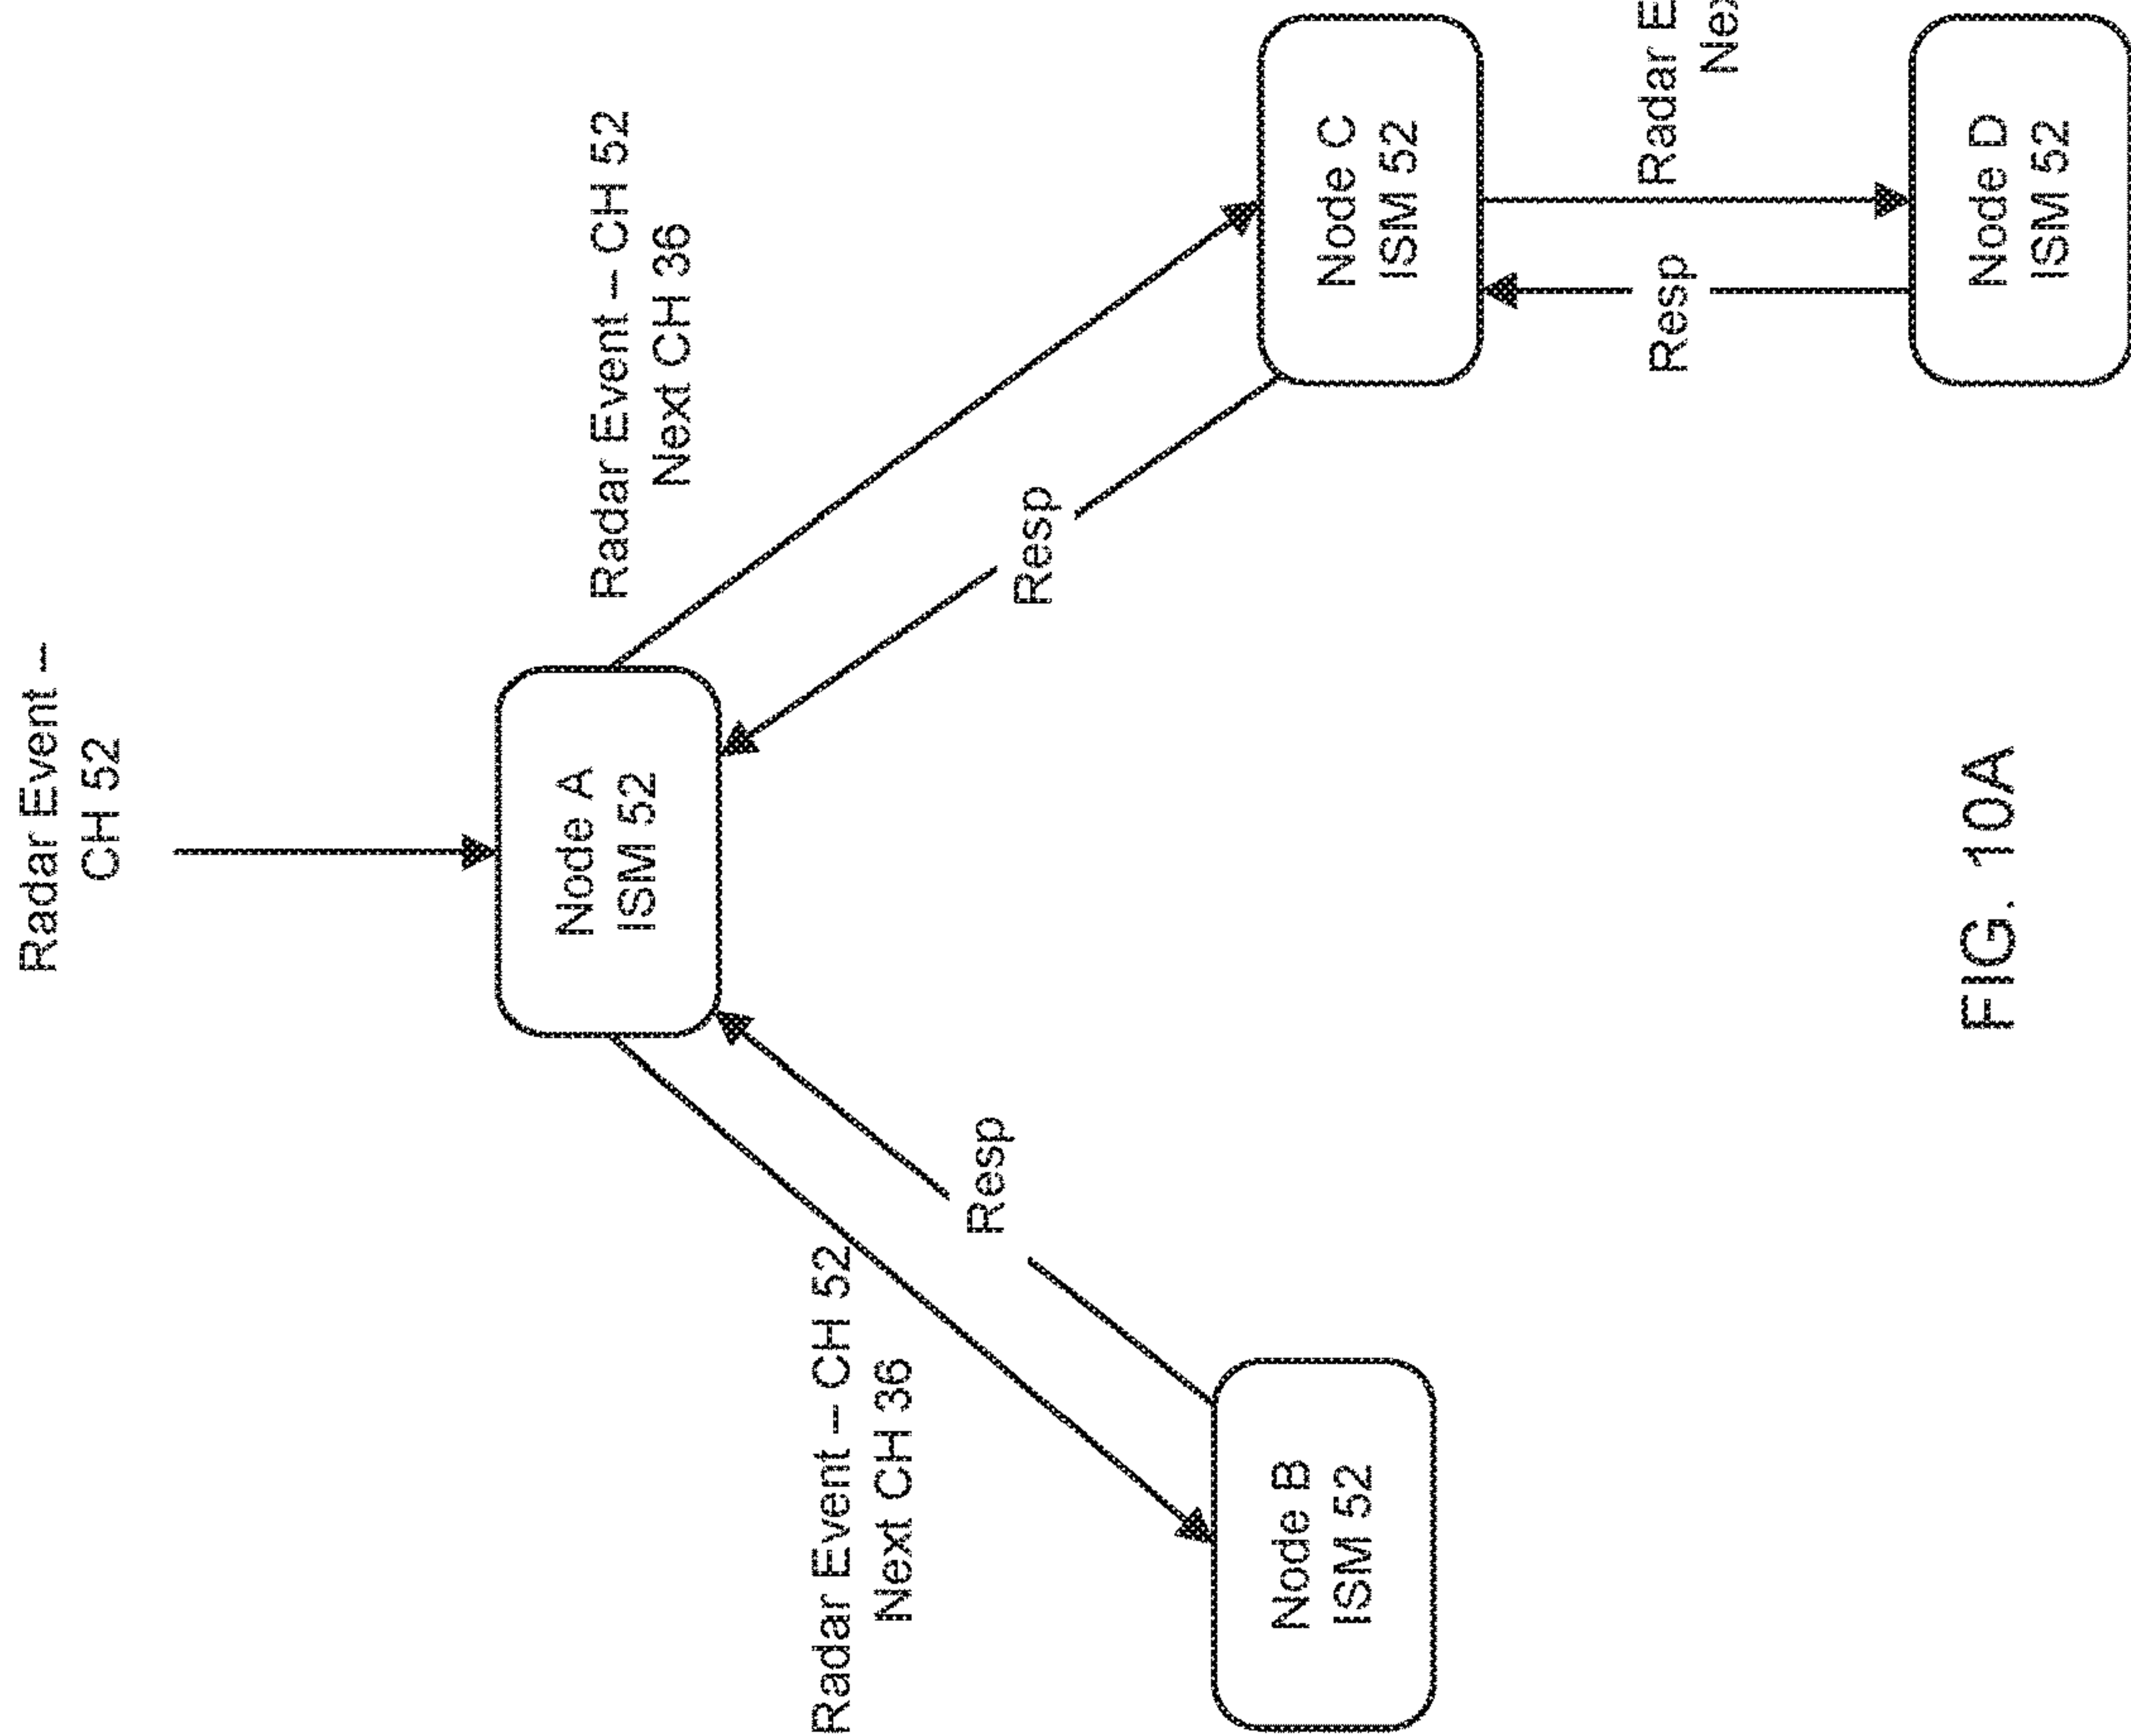 Radar Event –
CH 52
Node A
ISM 52
Radar Event – CH 52
Next CH 36
Radar Event – CH 52
Next CH 36
Resp
Resp
Node B
ISM 52
Node C
ISM 52
Resp
Radar
Node D
ISM 52
FIG. 10A